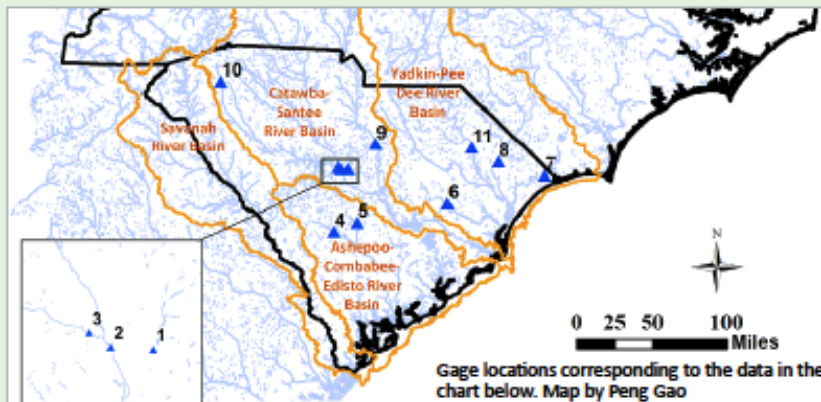 10
Catawba-
Santee
River Basin
Yadkin-Pee
Dee River
Basin
Savanah
River Basin
9
11
8
7
6
4
5
Ashepoo-
Combabee-
Edisto River
Basin
3
2
1
N
0 25 50 100
Miles
Gage locations corresponding to the data in the
chart below. Map by Peng Gao